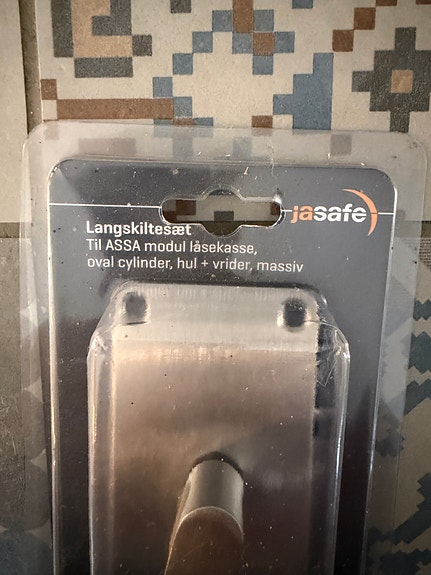 jasafe
Langskiltesæt
Til ASSA modul låsekasse,
oval cylinder, hul + vrider, massiv